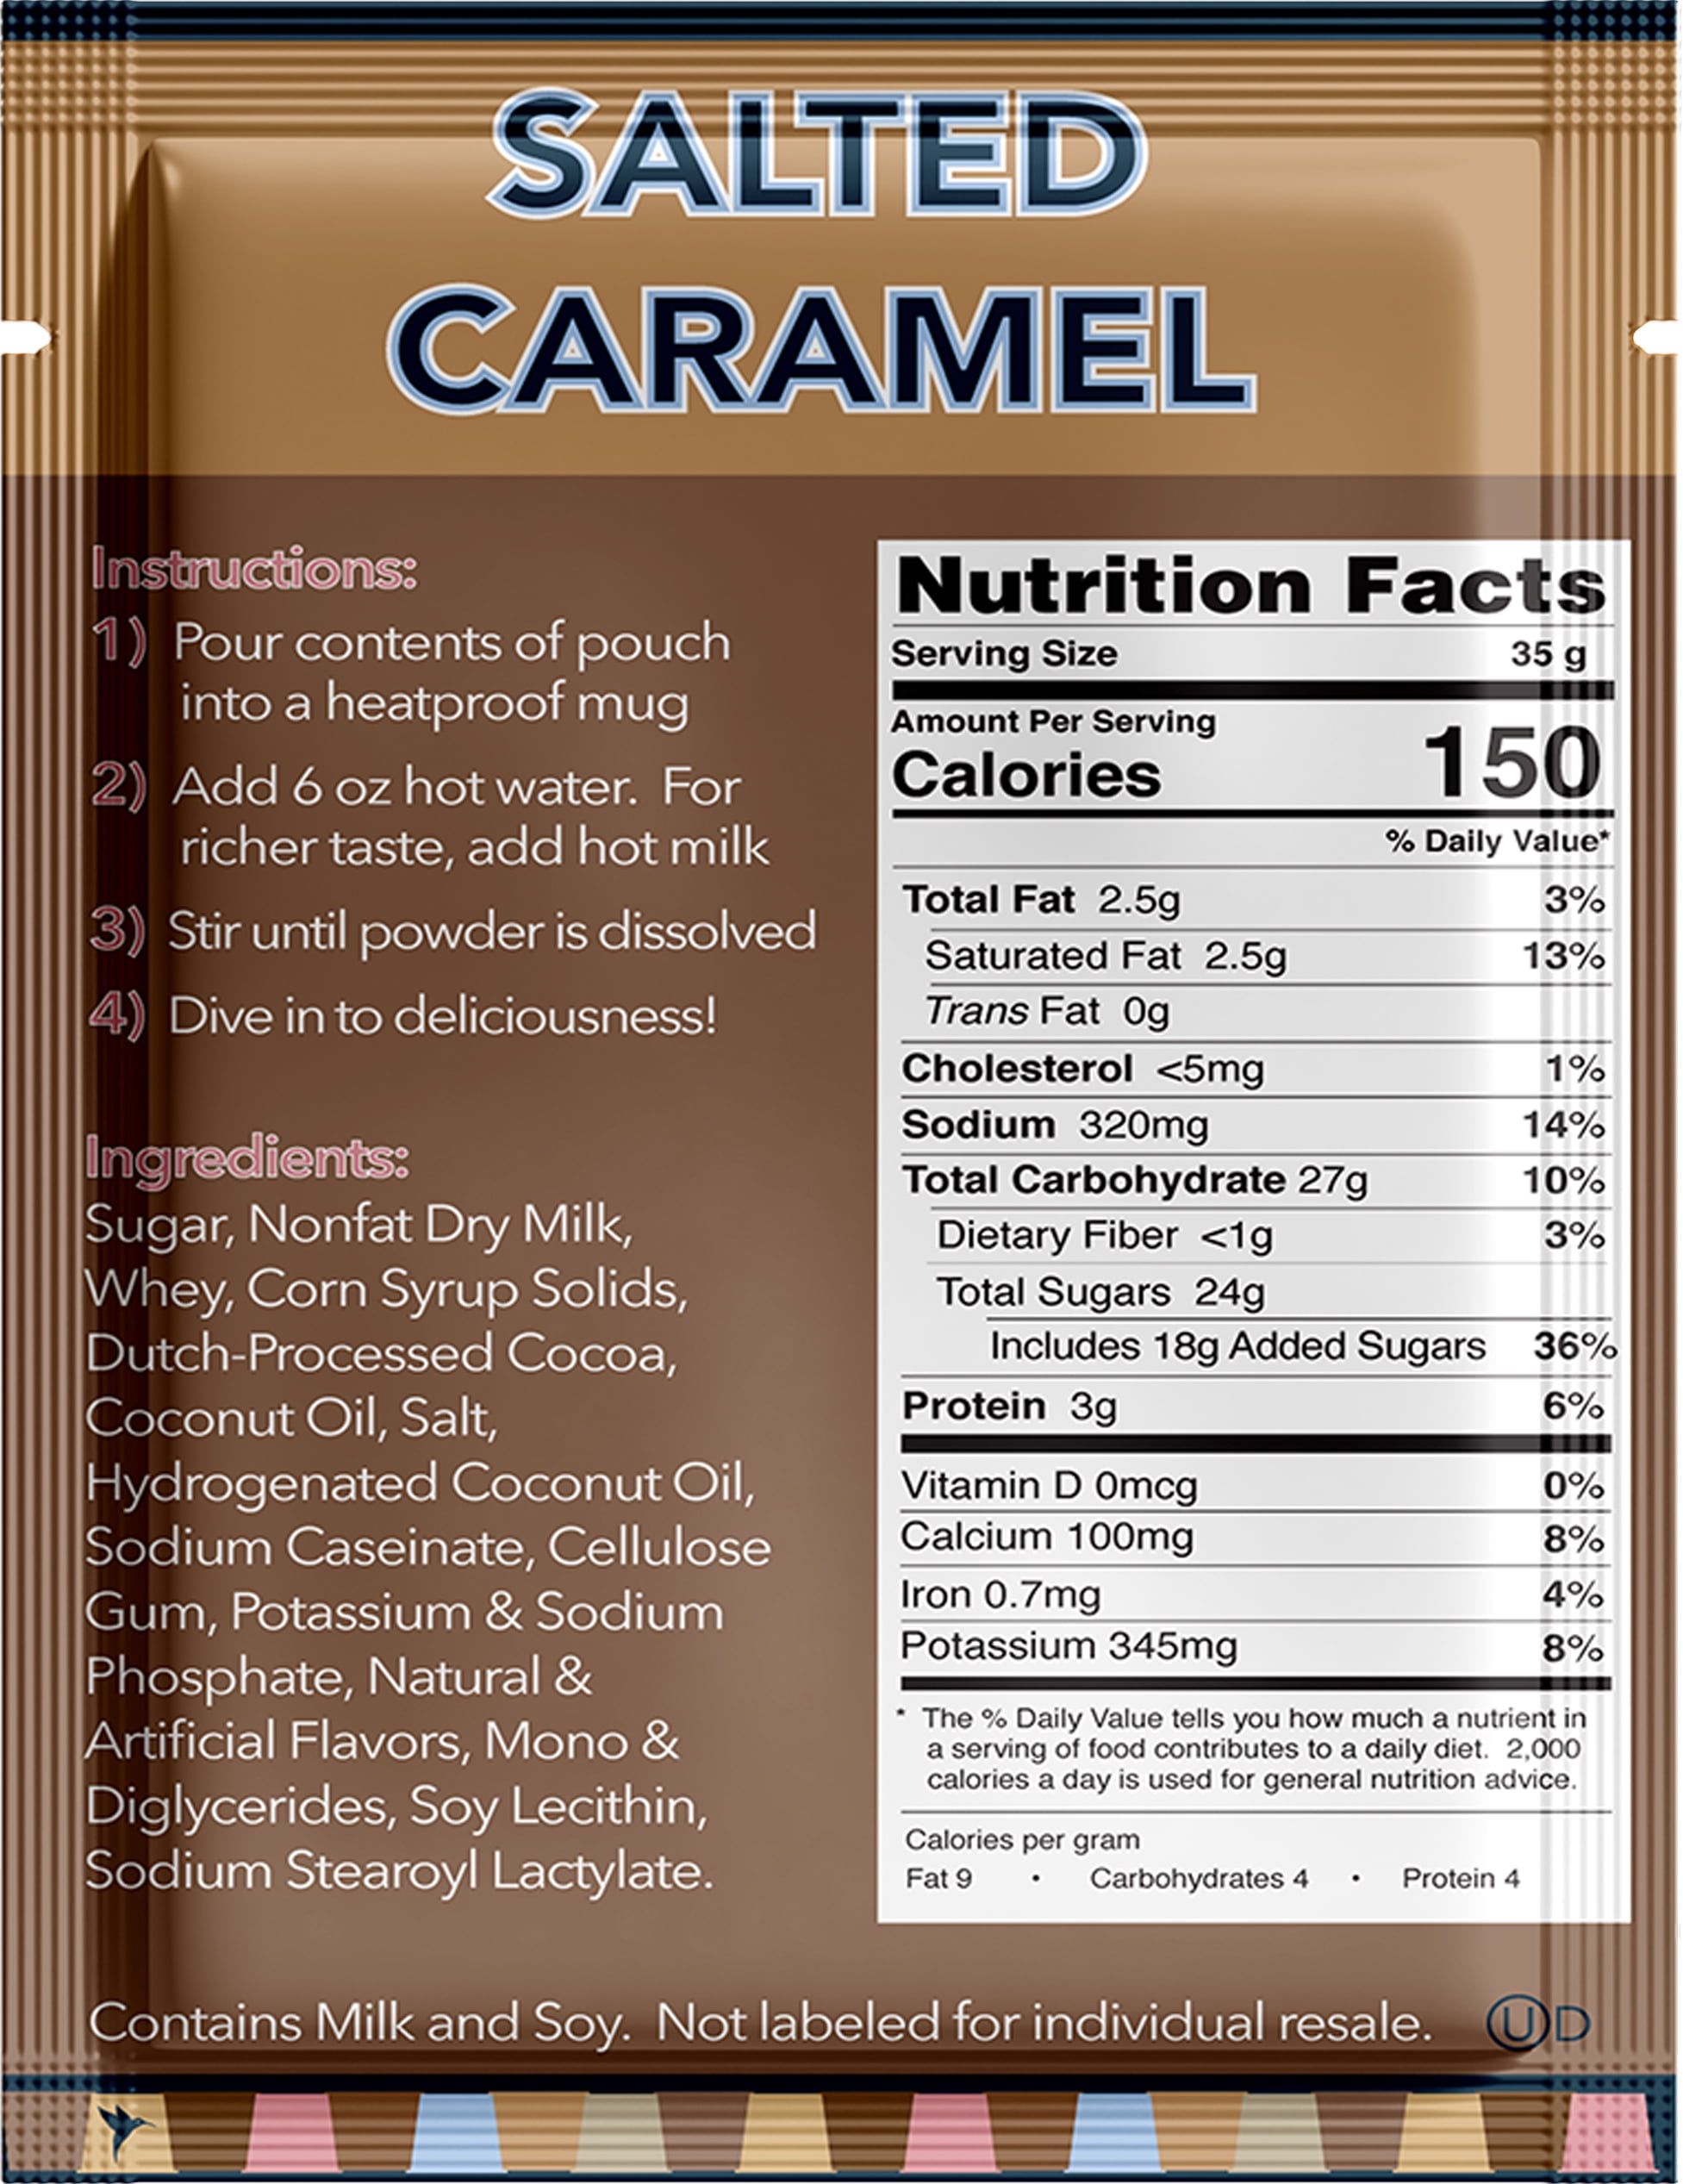 SALTED
CARAMEL
Instructions:
1) Pour contents of pouch
into a heatproof mug
2) Add 6 oz hot water. For
richer taste, add hot milk
3) Stir until powder is dissolved
4) Dive in to deliciousness!
Ingredients:
Sugar, Nonfat Dry Milk,
Whey, Corn Syrup Solids,
Dutch-Processed Cocoa,
Coconut Oil, Salt,
Hydrogenated Coconut Oil,
Sodium Caseinate, Cellulose
Gum, Potassium & Sodium
Phosphate, Natural &
Artificial Flavors, Mono &
Diglycerides, Soy Lecithin,
Sodium Stearoyl Lactylate.
Nutrition Facts
Serving Size 35 g
Amount Per Serving
Calories 150
% Daily Value*
Total Fat 2.5g 3%
Saturated Fat 2.5g 13%
Trans Fat 0g
Cholesterol <5mg 1%
Sodium 320mg 14%
Total Carbohydrate 27g 10%
Dietary Fiber <1g 3%
Total Sugars 24g
Includes 18g Added Sugars 36%
Protein 3g 6%
Vitamin D 0mcg 0%
Calcium 100mg 8%
Iron 0.7mg 4%
Potassium 345mg 8%
* The % Daily Value tells you how much a nutrient in
a serving of food contributes to a daily diet. 2,000
calories a day is used for general nutrition advice.
Calories per gram
Fat 9 • Carbohydrates 4 • Protein 4
Contains Milk and Soy. Not labeled for individual resale. U D